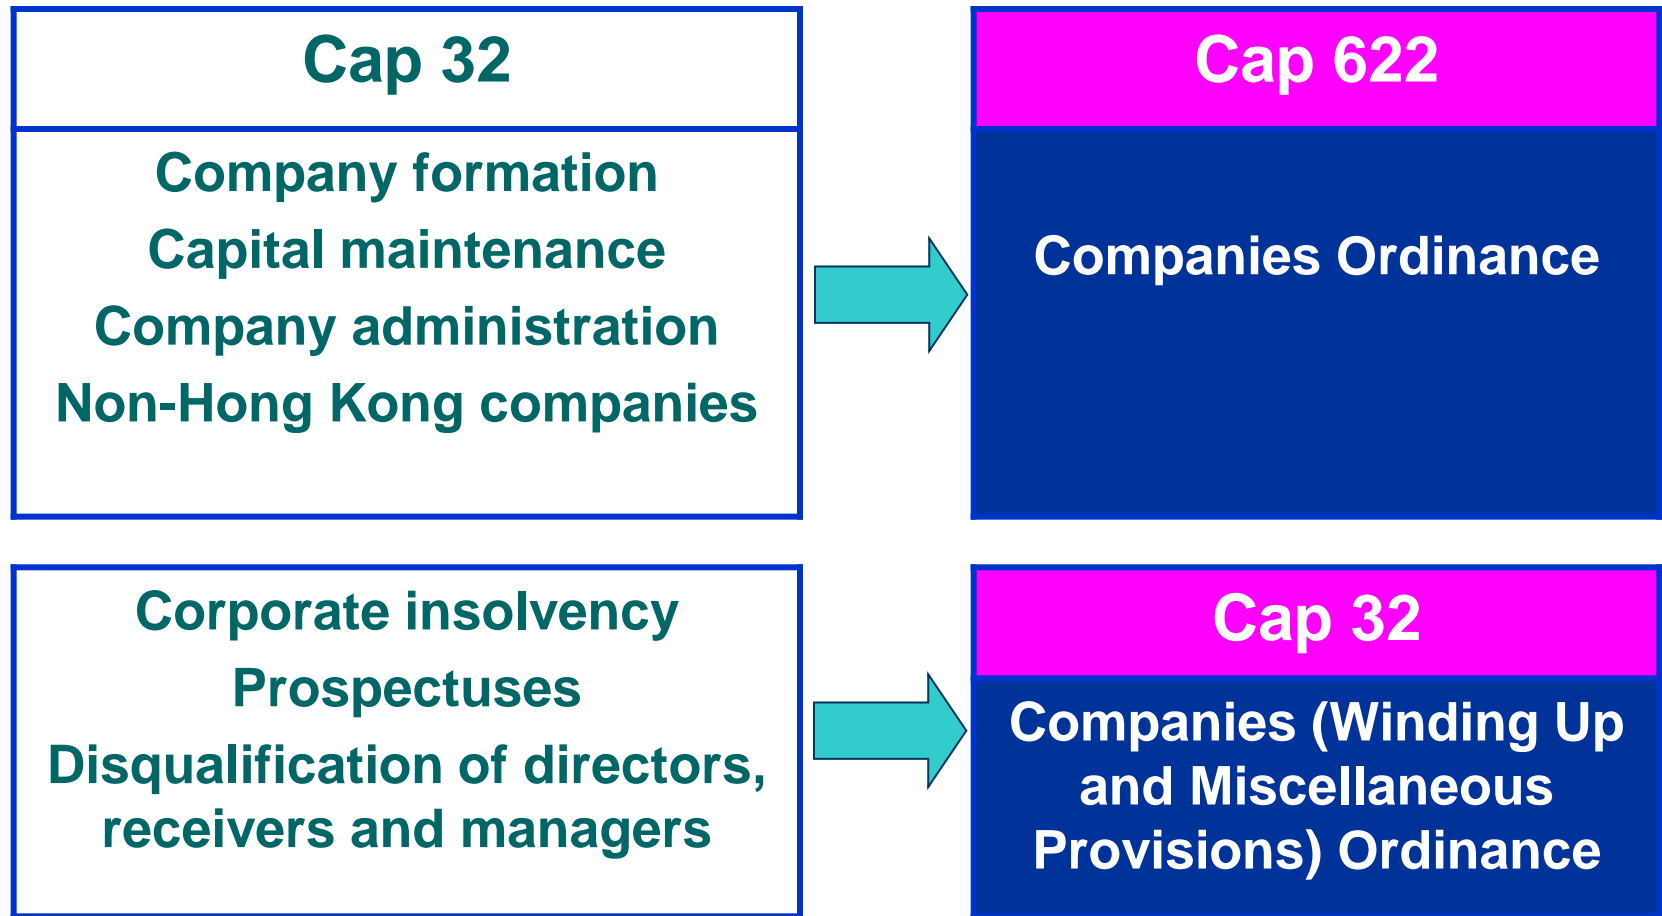 Cap 32
Company formation
Capital maintenance
Company administration
Non-Hong Kong companies
Cap 622
Companies Ordinance
Corporate insolvency
Prospectuses
Disqualification of directors,
receivers and managers
Cap 32
Companies (Winding Up
and Miscellaneous
Provisions) Ordinance